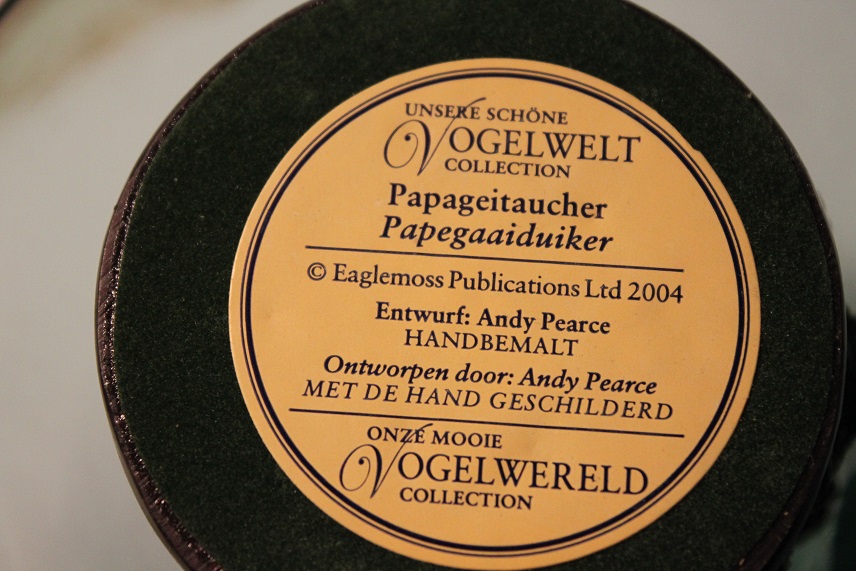 UNSERE SCHÖNE
VOGELWELT
COLLECTION
Papageitaucher
Papegaaiduiker
© Eaglemoss Publications Ltd 2004
Entwurf: Andy Pearce
HANDBEMALT
Ontworpen door: Andy Pearce
MET DE HAND GESCHILDERD
ONZE MOOIE
VOGELWERELD
COLLECTION